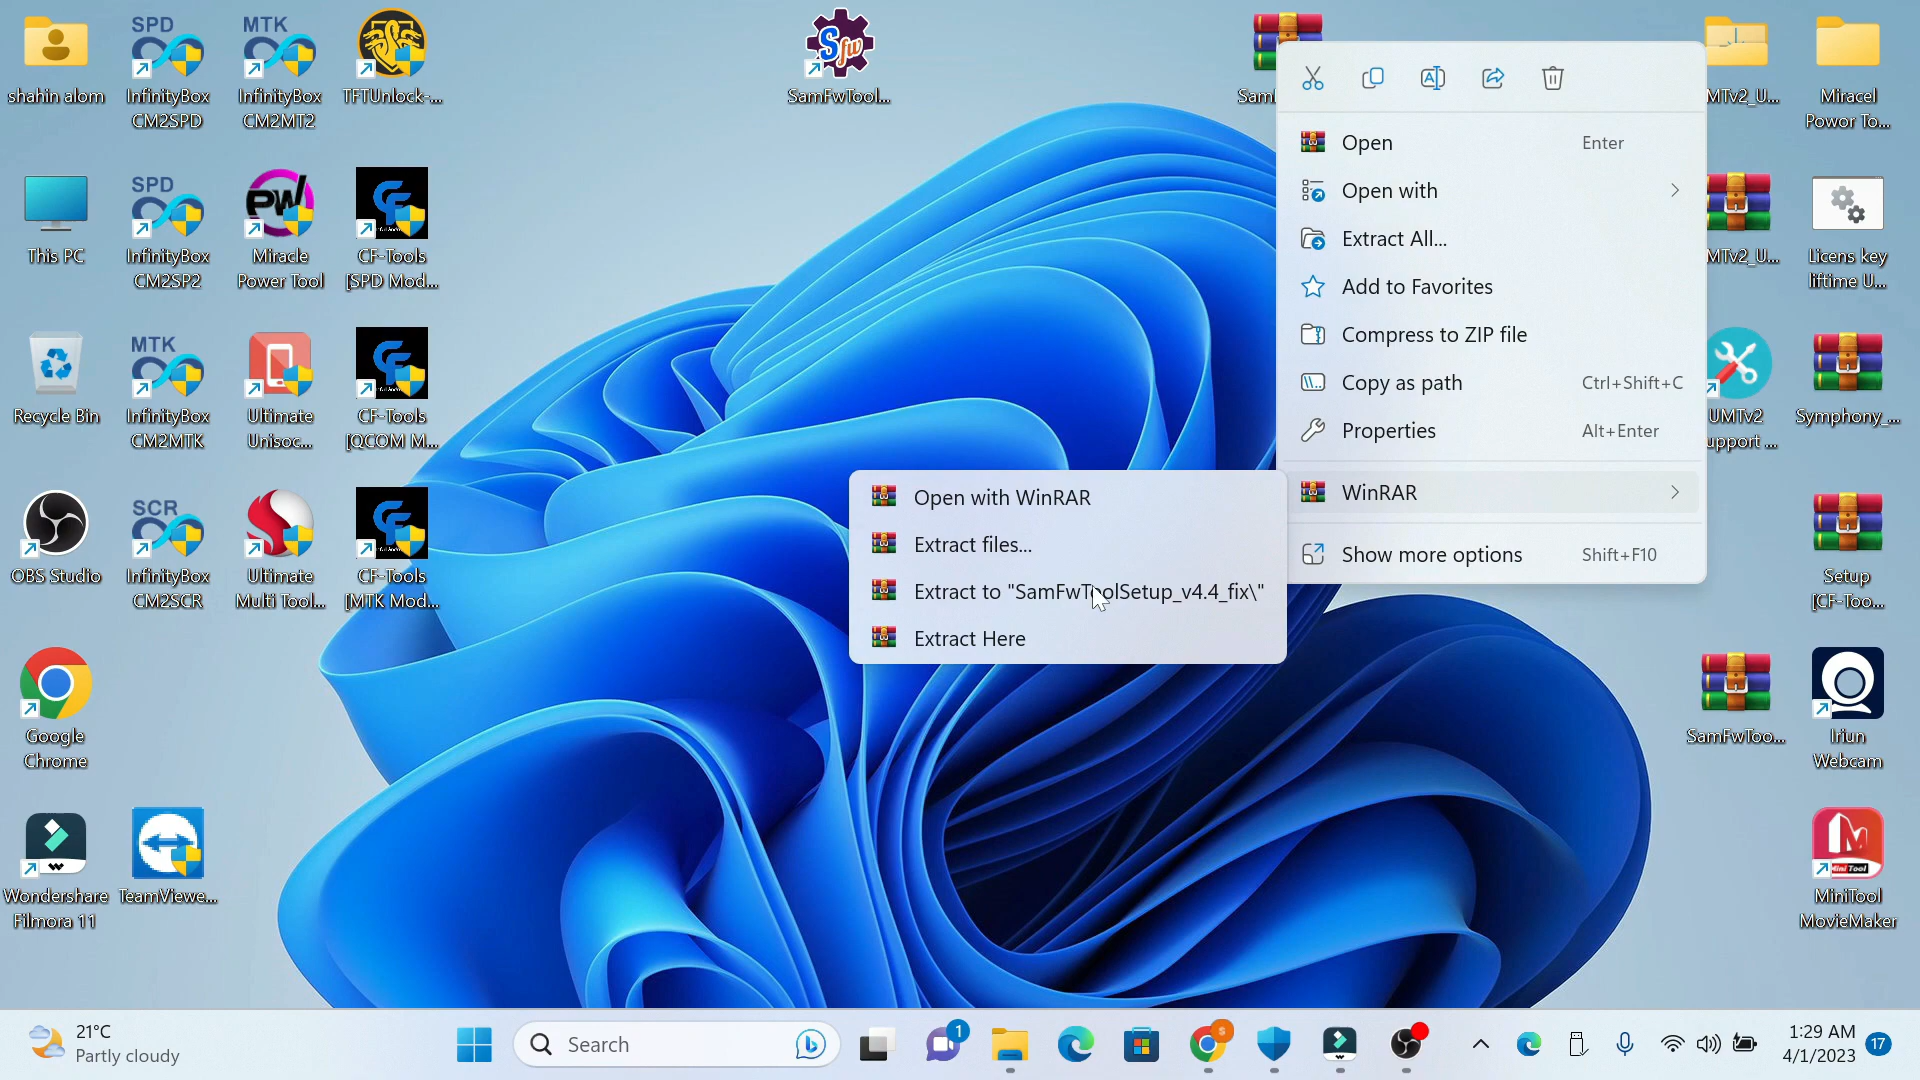 shahin alom
SPD
InfinityBox
CM2SPD
MTK
InfinityBox
CM2MT2
TFTUnlock-...
Sfw
SamFwTool...
MTv2_U...
Miracel
Powor To...
This PC
SPD
InfinityBox
CM2SP2
PW
Miracle
Power Tool
CF-Tools
[SPD Mod...
MTv2_U...
Licens key
liftime U...
Recycle Bin
MTK
InfinityBox
CM2MTK
Ultimate
Unisoc...
CF-Tools
[QCOM M...
UMTv2
upport ...
Symphony_...
OBS Studio
SCR
InfinityBox
CM2SCR
Ultimate
Multi Tool...
CF-Tools
[MTK Mod...
Setup
[CF-Too...
Google
Chrome
SamFwToo...
Iriun
Webcam
Wondershare
Filmora 11
TeamViewe...
Mini Tool
MiniTool
MovieMaker
Open Enter
Open with
Extract All...
Add to Favorites
Compress to ZIP file
Copy as path Ctrl+Shift+C
Properties Alt+Enter
WinRAR
Show more options Shift+F10
Open with WinRAR
Extract files...
Extract to "SamFwToolSetup_v4.4_fix\"
Extract Here
21°C
Partly cloudy
Search
1
S
1:29 AM
4/1/2023
17